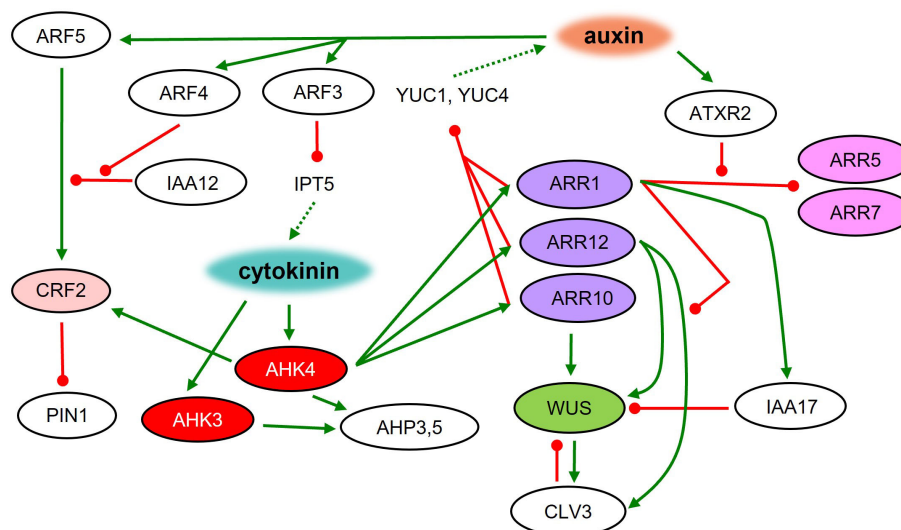 ARF5
auxin
ARF4
ARF3
YUC1, YUC4
ATXR2
ARR5
IAA12
IPT5
ARR1
ARR7
ARR12
cytokinin
CRF2
ARR10
AHK4
PIN1
AHK3
AHP3,5
WUS
IAA17
CLV3